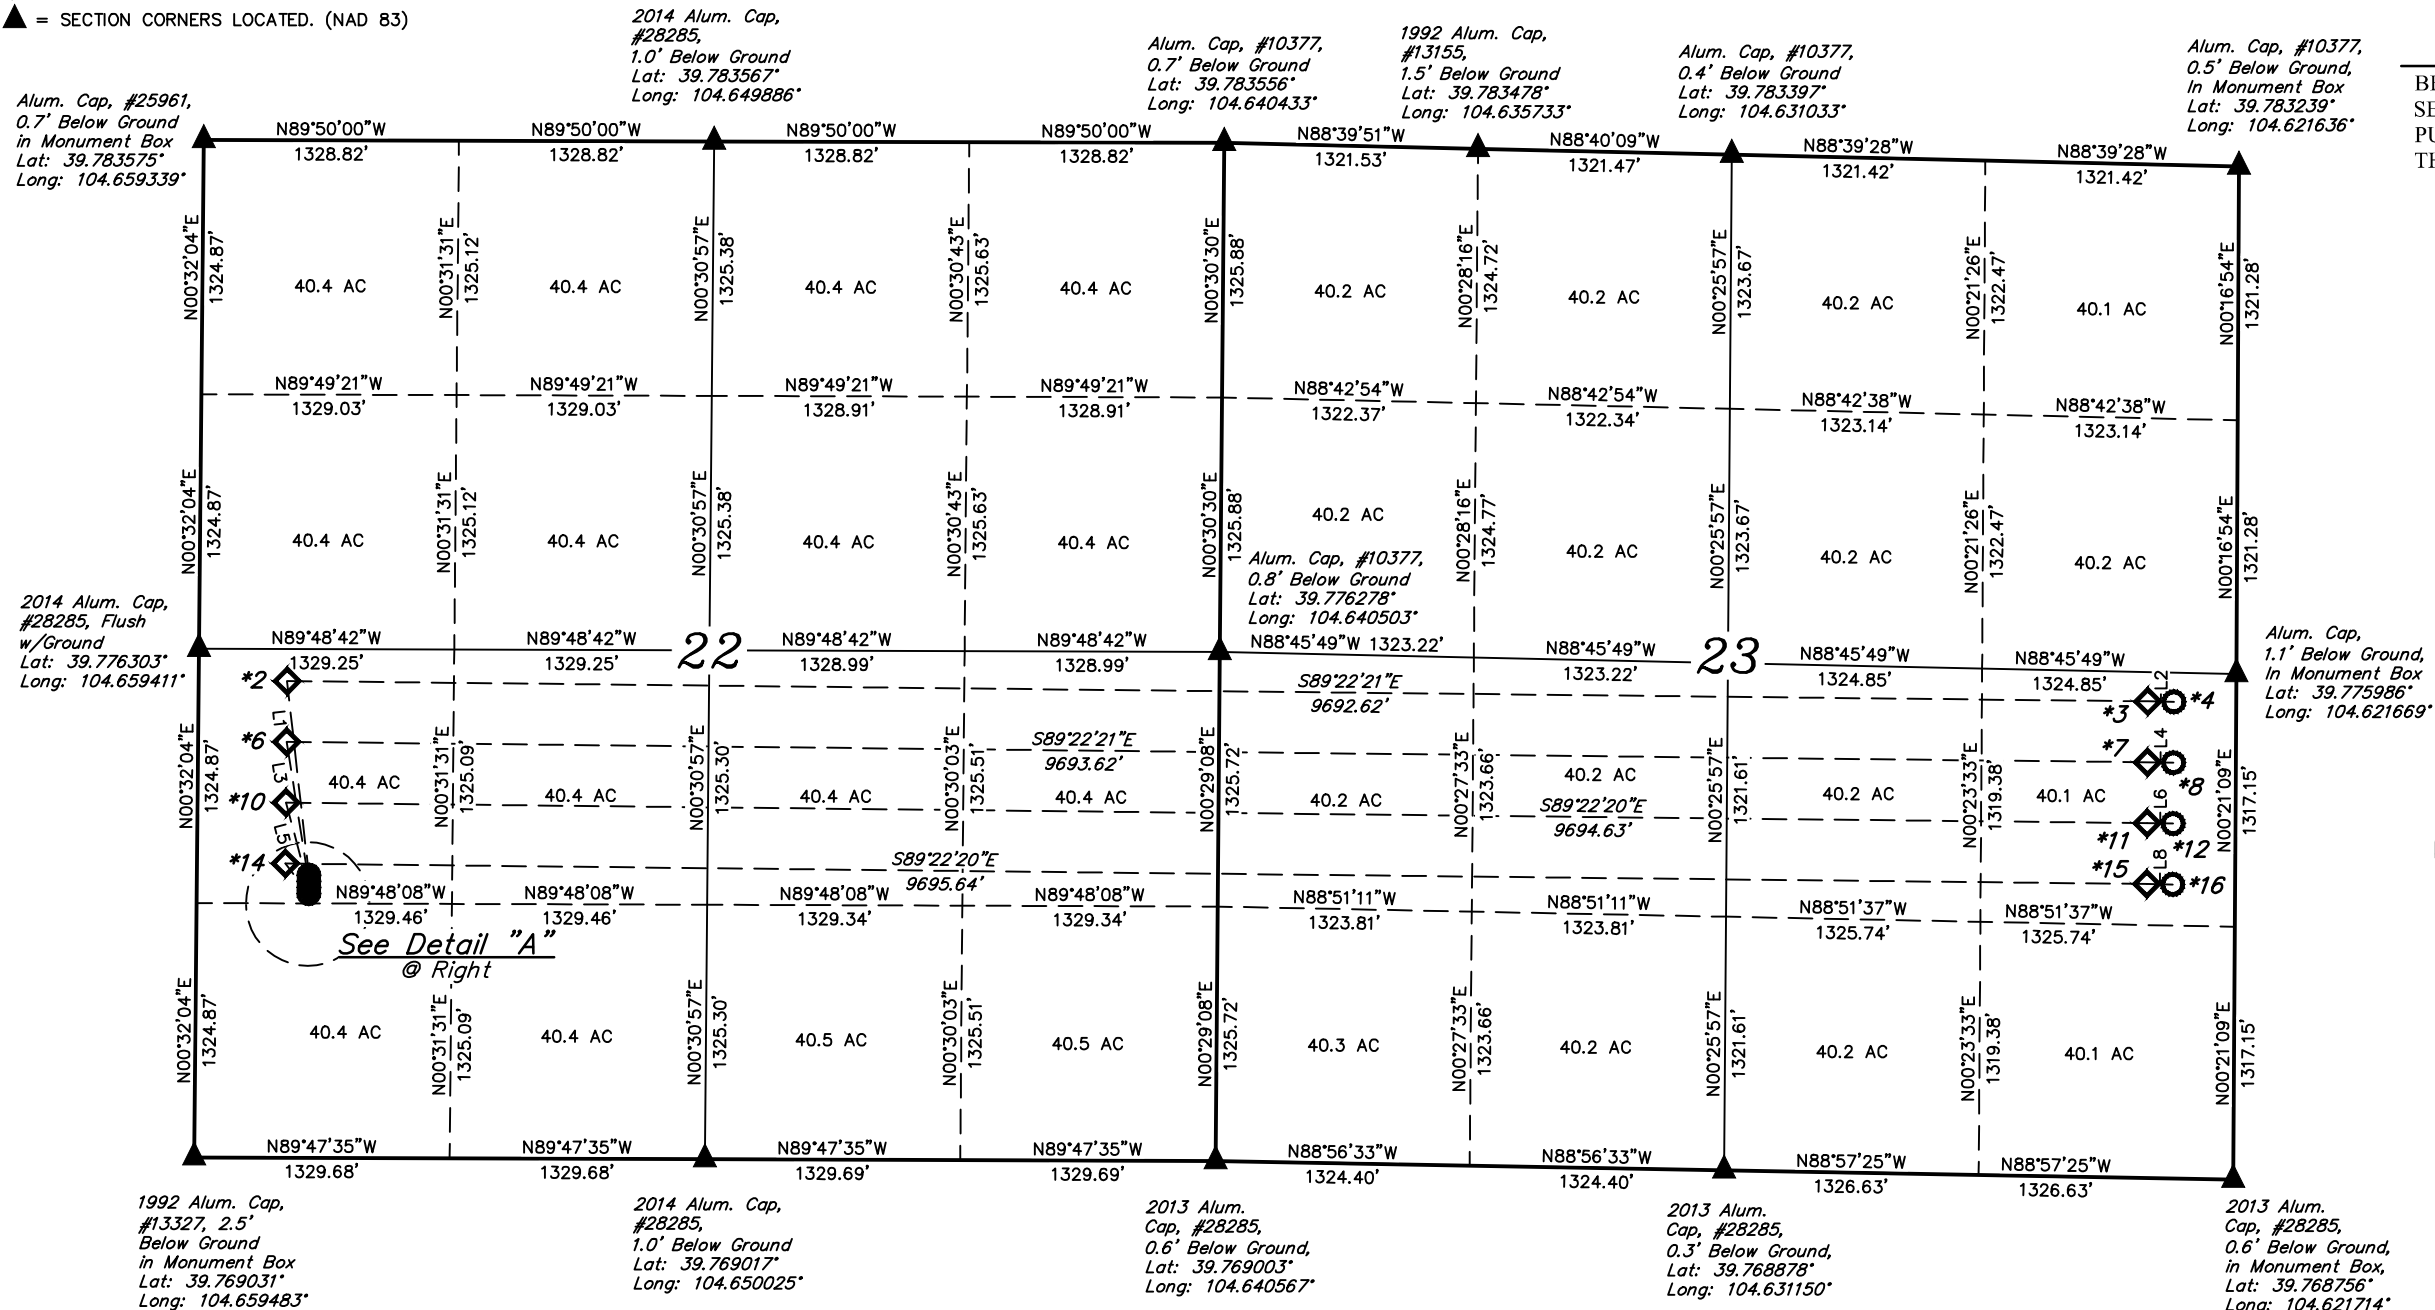 ▲ = SECTION CORNERS LOCATED. (NAD 83)
Alum. Cap, #25961,
0.7' Below Ground
in Monument Box
Lat: 39.783575°
Long: 104.659339°
2014 Alum. Cap,
#28285,
1.0' Below Ground
Lat: 39.783567°
Long: 104.649886°
Alum. Cap, #10377,
0.7' Below Ground
Lat: 39.783556°
Long: 104.640433°
1992 Alum. Cap,
#13155,
1.5' Below Ground
Lat: 39.783478°
Long: 104.635733°
Alum. Cap, #10377,
0.4' Below Ground
Lat: 39.783397°
Long: 104.631033°
Alum. Cap, #10377,
0.5' Below Ground,
In Monument Box
Lat: 39.783239°
Long: 104.621636°
N89°50'00"W N89°50'00"W N89°50'00"W N89°50'00"W N88°39'51"W N88°40'09"W N88°39'28"W N88°39'28"W
1328.82' 1328.82' 1328.82' 1328.82' 1321.53' 1321.47' 1321.42' 1321.42'
N00°32'04"E N00°31'31"E N00°30'57"E N00°30'43"E N00°30'30"E N00°28'16"E N00°25'57"E N00°21'26"E N00°16'54"E
1324.87' 1325.12' 1325.38' 1325.63' 1325.88' 1324.72' 1323.67' 1322.47' 1321.28'
40.4 AC 40.4 AC 40.4 AC 40.4 AC 40.2 AC 40.2 AC 40.2 AC 40.1 AC
N89°49'21"W N89°49'21"W N89°49'21"W N89°49'21"W N88°42'54"W N88°42'54"W N88°42'38"W N88°42'38"W
1329.03' 1329.03' 1328.91' 1328.91' 1322.37' 1322.34' 1323.14' 1323.14'
N00°32'04"E N00°31'31"E N00°30'57"E N00°30'43"E N00°30'30"E N00°28'16"E N00°25'57"E N00°21'26"E N00°16'54"E
1324.87' 1325.12' 1325.38' 1325.63' 1325.88' 1324.77' 1323.67' 1322.47' 1321.28'
40.4 AC 40.4 AC 40.4 AC 40.4 AC 40.2 AC 40.2 AC 40.2 AC 40.2 AC
Alum. Cap, #10377,
0.8' Below Ground
Lat: 39.776278°
Long: 104.640503°
2014 Alum. Cap,
#28285, Flush
w/Ground
Lat: 39.776303°
Long: 104.659411°
Alum. Cap,
1.1' Below Ground,
In Monument Box
Lat: 39.775986°
Long: 104.621669°
N89°48'42"W N89°48'42"W 22 N89°48'42"W N89°48'42"W N88°45'49"W 1323.22' N88°45'49"W 23 N88°45'49"W N88°45'49"W
1329.25' 1329.25' 1328.99' 1328.99' 1323.22' 1324.85' 1324.85'
*2 S89°22'21"E L2 *3 *4
9692.62'
L1
*6 S89°22'21"E L4 *7 *8
9693.62'
L3
*10 S89°22'20"E L6 *11 *12
9694.63'
L5
*14 S89°22'20"E L8 *15 *16
9695.64'
N00°32'04"E N00°31'31"E N00°30'57"E N00°30'03"E N00°29'08"E N00°27'33"E N00°25'57"E N00°23'33"E N00°21'09"E
1324.87' 1325.09' 1325.30' 1325.51' 1325.72' 1323.66' 1321.61' 1319.38' 1317.15'
40.4 AC 40.4 AC 40.4 AC 40.4 AC 40.2 AC 40.2 AC 40.2 AC 40.1 AC
N89°48'08"W N89°48'08"W N89°48'08"W N89°48'08"W N88°51'11"W N88°51'11"W N88°51'37"W N88°51'37"W
1329.46' 1329.46' 1329.34' 1329.34' 1323.81' 1323.81' 1325.74' 1325.74'
See Detail "A"
@ Right
N00°32'04"E N00°31'31"E N00°30'57"E N00°30'03"E N00°29'08"E N00°27'33"E N00°25'57"E N00°23'33"E N00°21'09"E
1324.87' 1325.09' 1325.30' 1325.51' 1325.72' 1323.66' 1321.61' 1319.38' 1317.15'
40.4 AC 40.4 AC 40.5 AC 40.5 AC 40.3 AC 40.2 AC 40.2 AC 40.1 AC
N89°47'35"W N89°47'35"W N89°47'35"W N89°47'35"W N88°56'33"W N88°56'33"W N88°57'25"W N88°57'25"W
1329.68' 1329.68' 1329.69' 1329.69' 1324.40' 1324.40' 1326.63' 1326.63'
1992 Alum. Cap,
#13327, 2.5'
Below Ground
in Monument Box
Lat: 39.769031°
Long: 104.659483°
2014 Alum. Cap,
#28285,
1.0' Below Ground
Lat: 39.769017°
Long: 104.650025°
2013 Alum.
Cap, #28285,
0.6' Below Ground,
Lat: 39.769003°
Long: 104.640567°
2013 Alum.
Cap, #28285,
0.3' Below Ground,
Lat: 39.768878°
Long: 104.631150°
2013 Alum.
Cap, #28285,
0.6' Below Ground,
in Monument Box,
Lat: 39.768756°
Long: 104.621714°